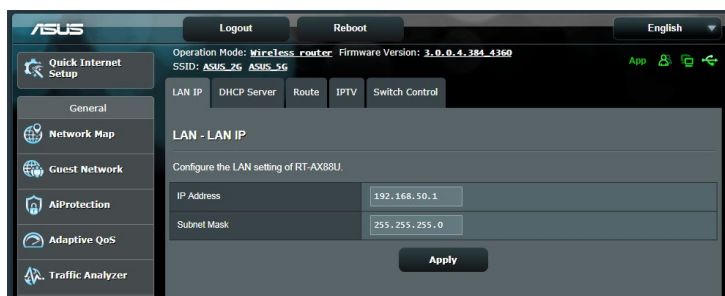 ASUS
Logout
Reboot
English
Quick Internet Setup
Operation Mode: Wireless router Firmware Version: 3.0.0.4.384_4360
SSID: ASUS_2G ASUS_5G
App
LAN IP
DHCP Server
Route
IPTV
Switch Control
General
Network Map
Guest Network
AiProtection
Adaptive QoS
Traffic Analyzer
LAN - LAN IP
Configure the LAN setting of RT-AX88U.
IP Address
192.168.50.1
Subnet Mask
255.255.255.0
Apply